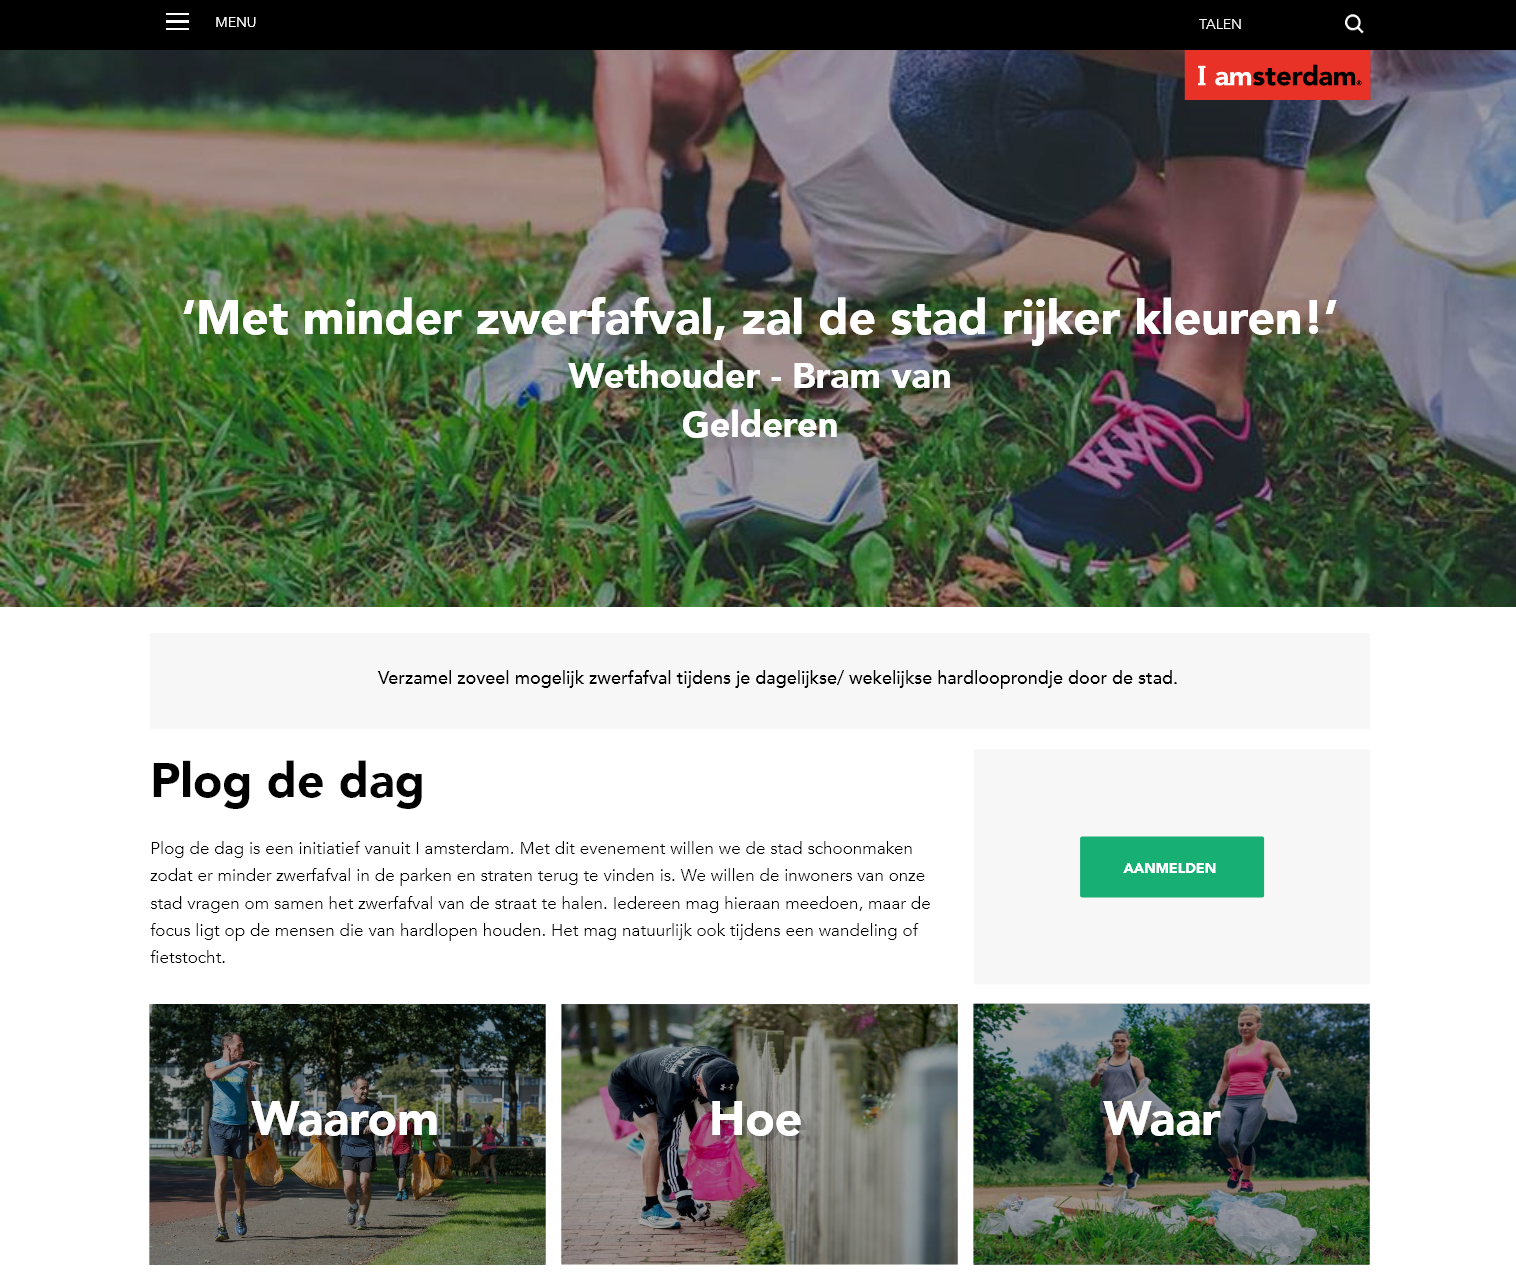 MENU
TALEN
I amsterdam®
‘Met minder zwerfafval, zal de stad rijker kleuren!’
Wethouder - Bram van
Gelderen
Verzamel zoveel mogelijk zwerfafval tijdens je dagelijkse/ wekelijkse hardlooprondje door de stad.
Plog de dag
Plog de dag is een initiatief vanuit I amsterdam. Met dit evenement willen we de stad schoonmaken
zodat er minder zwerfafval in de parken en straten terug te vinden is. We willen de inwoners van onze
stad vragen om samen het zwerfafval van de straat te halen. Iedereen mag hieraan meedoen, maar de
focus ligt op de mensen die van hardlopen houden. Het mag natuurlijk ook tijdens een wandeling of
fietstocht.
AANMELDEN
Waarom
Hoe
Waar